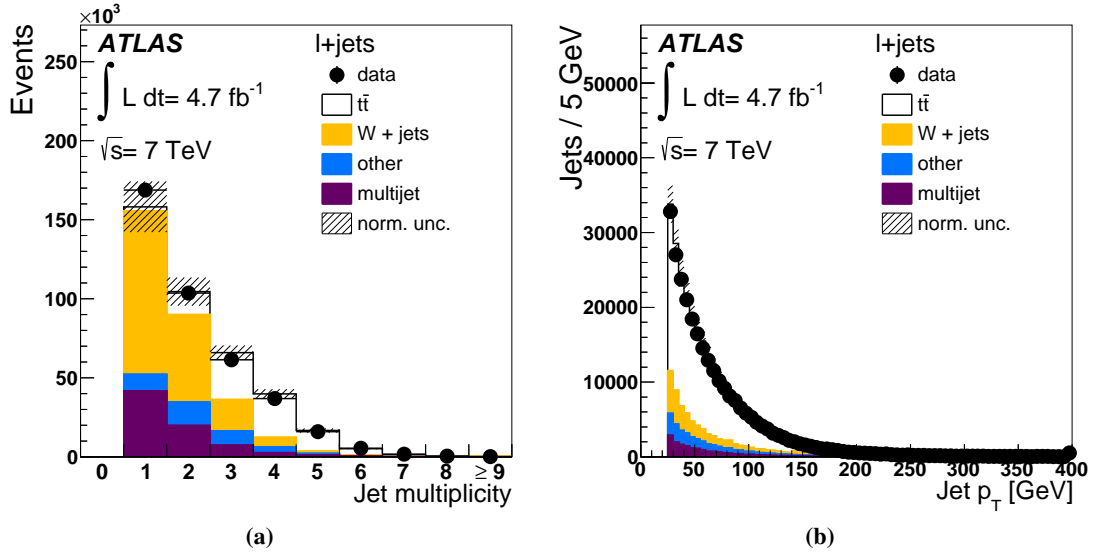 ×10³
Events
ATLAS
∫ L dt= 4.7 fb⁻¹
√s= 7 TeV
l+jets
data
tt̄
W + jets
other
multijet
norm. unc.
250
200
150
100
50
0
0 1 2 3 4 5 6 7 8 ≥ 9
Jet multiplicity
(a)
Jets / 5 GeV
ATLAS
∫ L dt= 4.7 fb⁻¹
√s= 7 TeV
l+jets
data
tt̄
W + jets
other
multijet
norm. unc.
50000
40000
30000
20000
10000
0
0 50 100 150 200 250 300 350 400
Jet p_T [GeV]
(b)